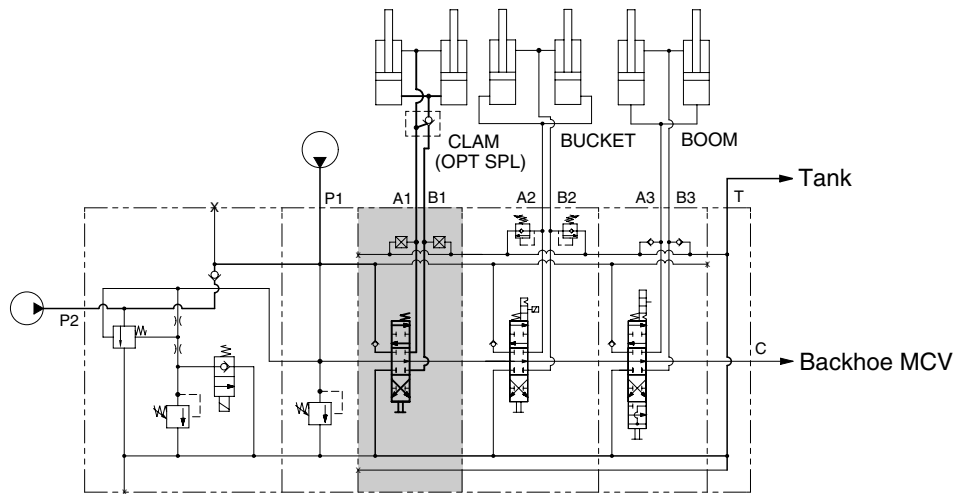 CLAM
(OPT SPL)
BUCKET
BOOM
Tank
P1
A1
B1
A2
B2
A3
B3
T
P2
C
Backhoe MCV